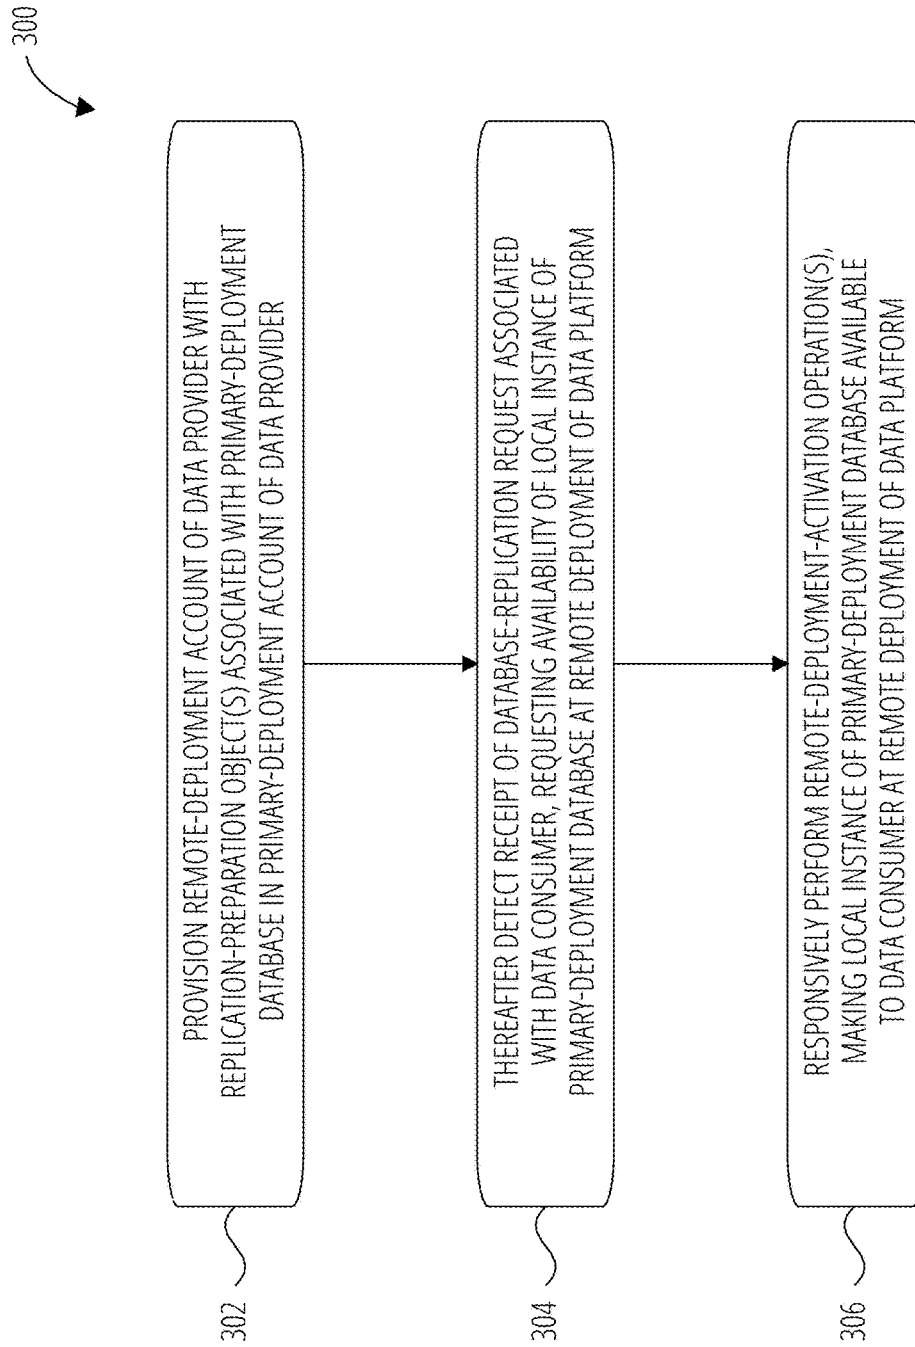 300
302
PROVISION REMOTE-DEPLOYMENT ACCOUNT OF DATA PROVIDER WITH
REPLICATION-PREPARATION OBJECT(S) ASSOCIATED WITH PRIMARY-DEPLOYMENT
DATABASE IN PRIMARY-DEPLOYMENT ACCOUNT OF DATA PROVIDER
304
THEREAFTER DETECT RECEIPT OF DATABASE-REPLICATION REQUEST ASSOCIATED
WITH DATA CONSUMER, REQUESTING AVAILABILITY OF LOCAL INSTANCE OF
PRIMARY-DEPLOYMENT DATABASE AT REMOTE DEPLOYMENT OF DATA PLATFORM
306
RESPONSIVELY PERFORM REMOTE-DEPLOYMENT-ACTIVATION OPERATION(S),
MAKING LOCAL INSTANCE OF PRIMARY-DEPLOYMENT DATABASE AVAILABLE
TO DATA CONSUMER AT REMOTE DEPLOYMENT OF DATA PLATFORM